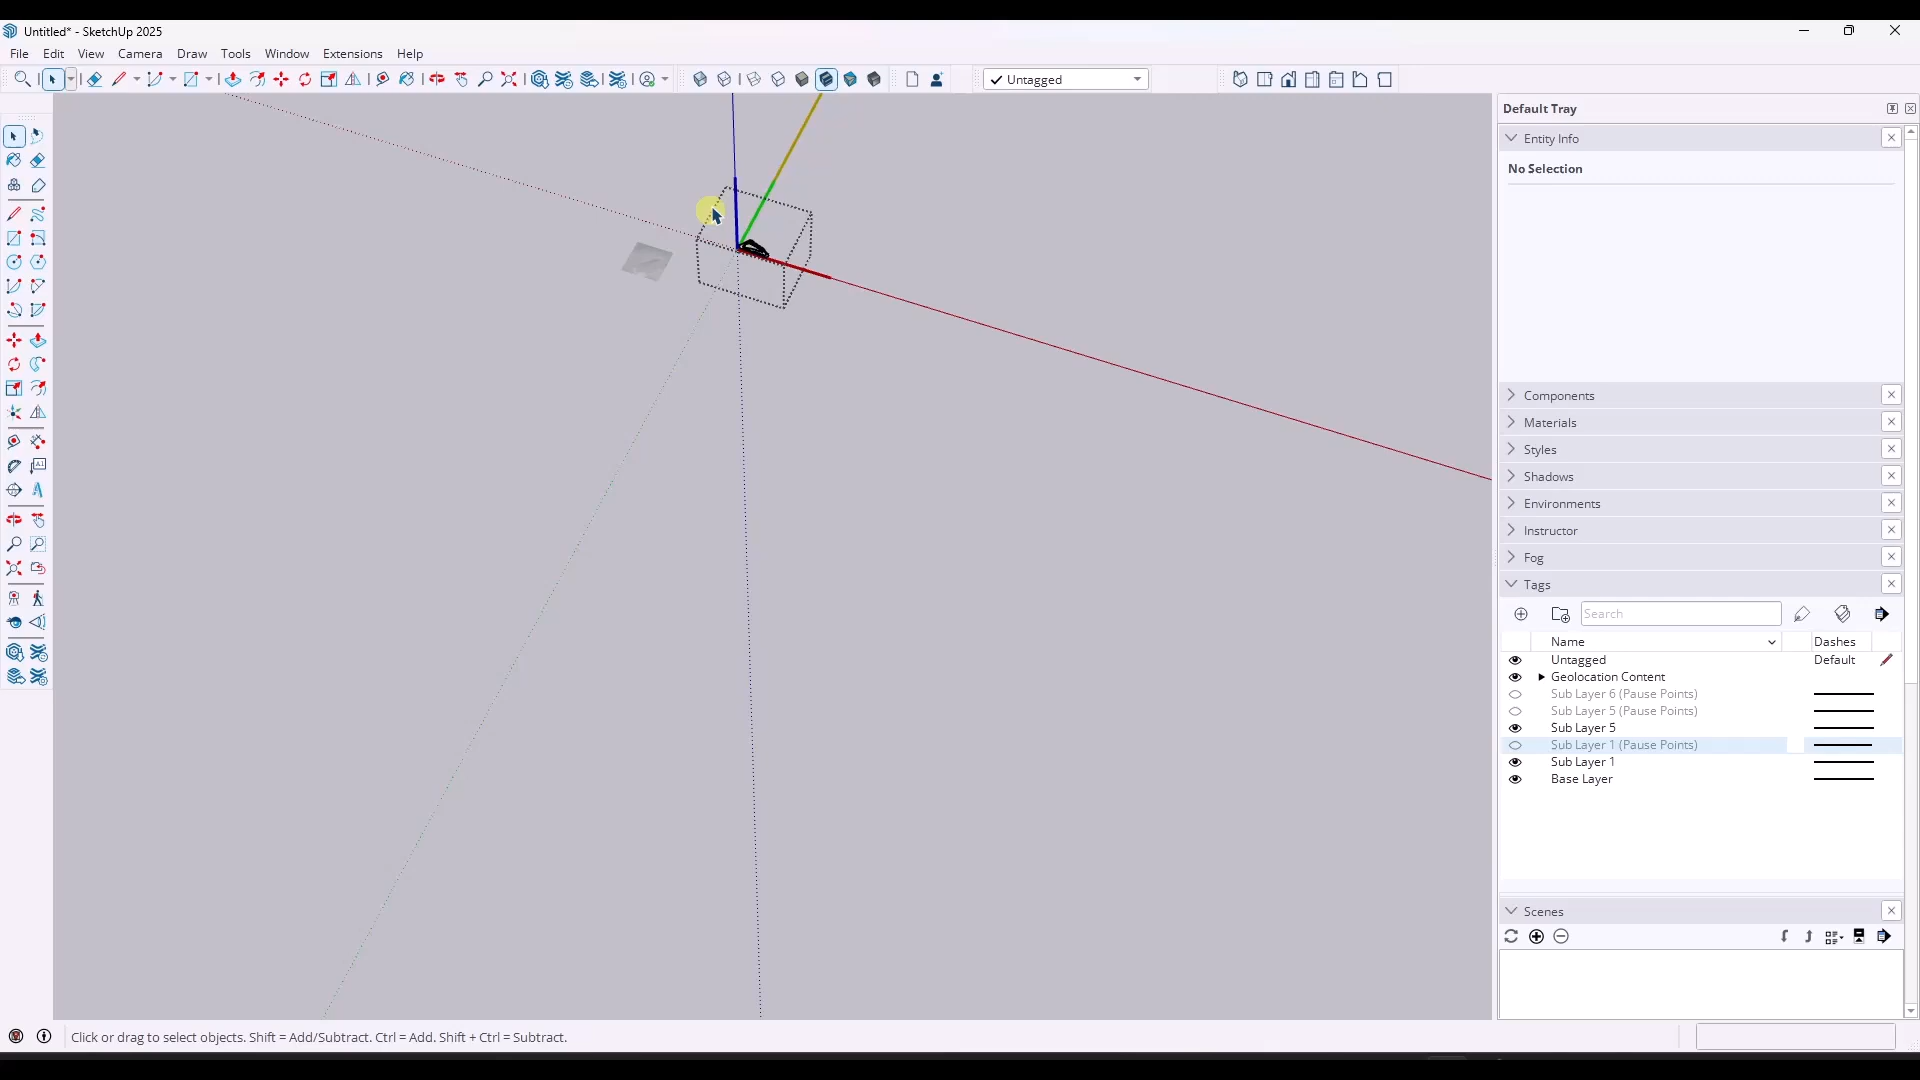 Untitled* - SketchUp 2025
File Edit View Camera Draw Tools Window Extensions Help
Untagged
Default Tray
Entity Info
No Selection
Components
Materials
Styles
Shadows
Environments
Instructor
Fog
Tags
Search
Name Dashes
Untagged Default
Geolocation Content
Sub Layer 6 (Pause Points)
Sub Layer 5 (Pause Points)
Sub Layer 5
Sub Layer 1 (Pause Points)
Sub Layer 1
Base Layer
Scenes
Click or drag to select objects. Shift = Add/Subtract. Ctrl = Add. Shift + Ctrl = Subtract.